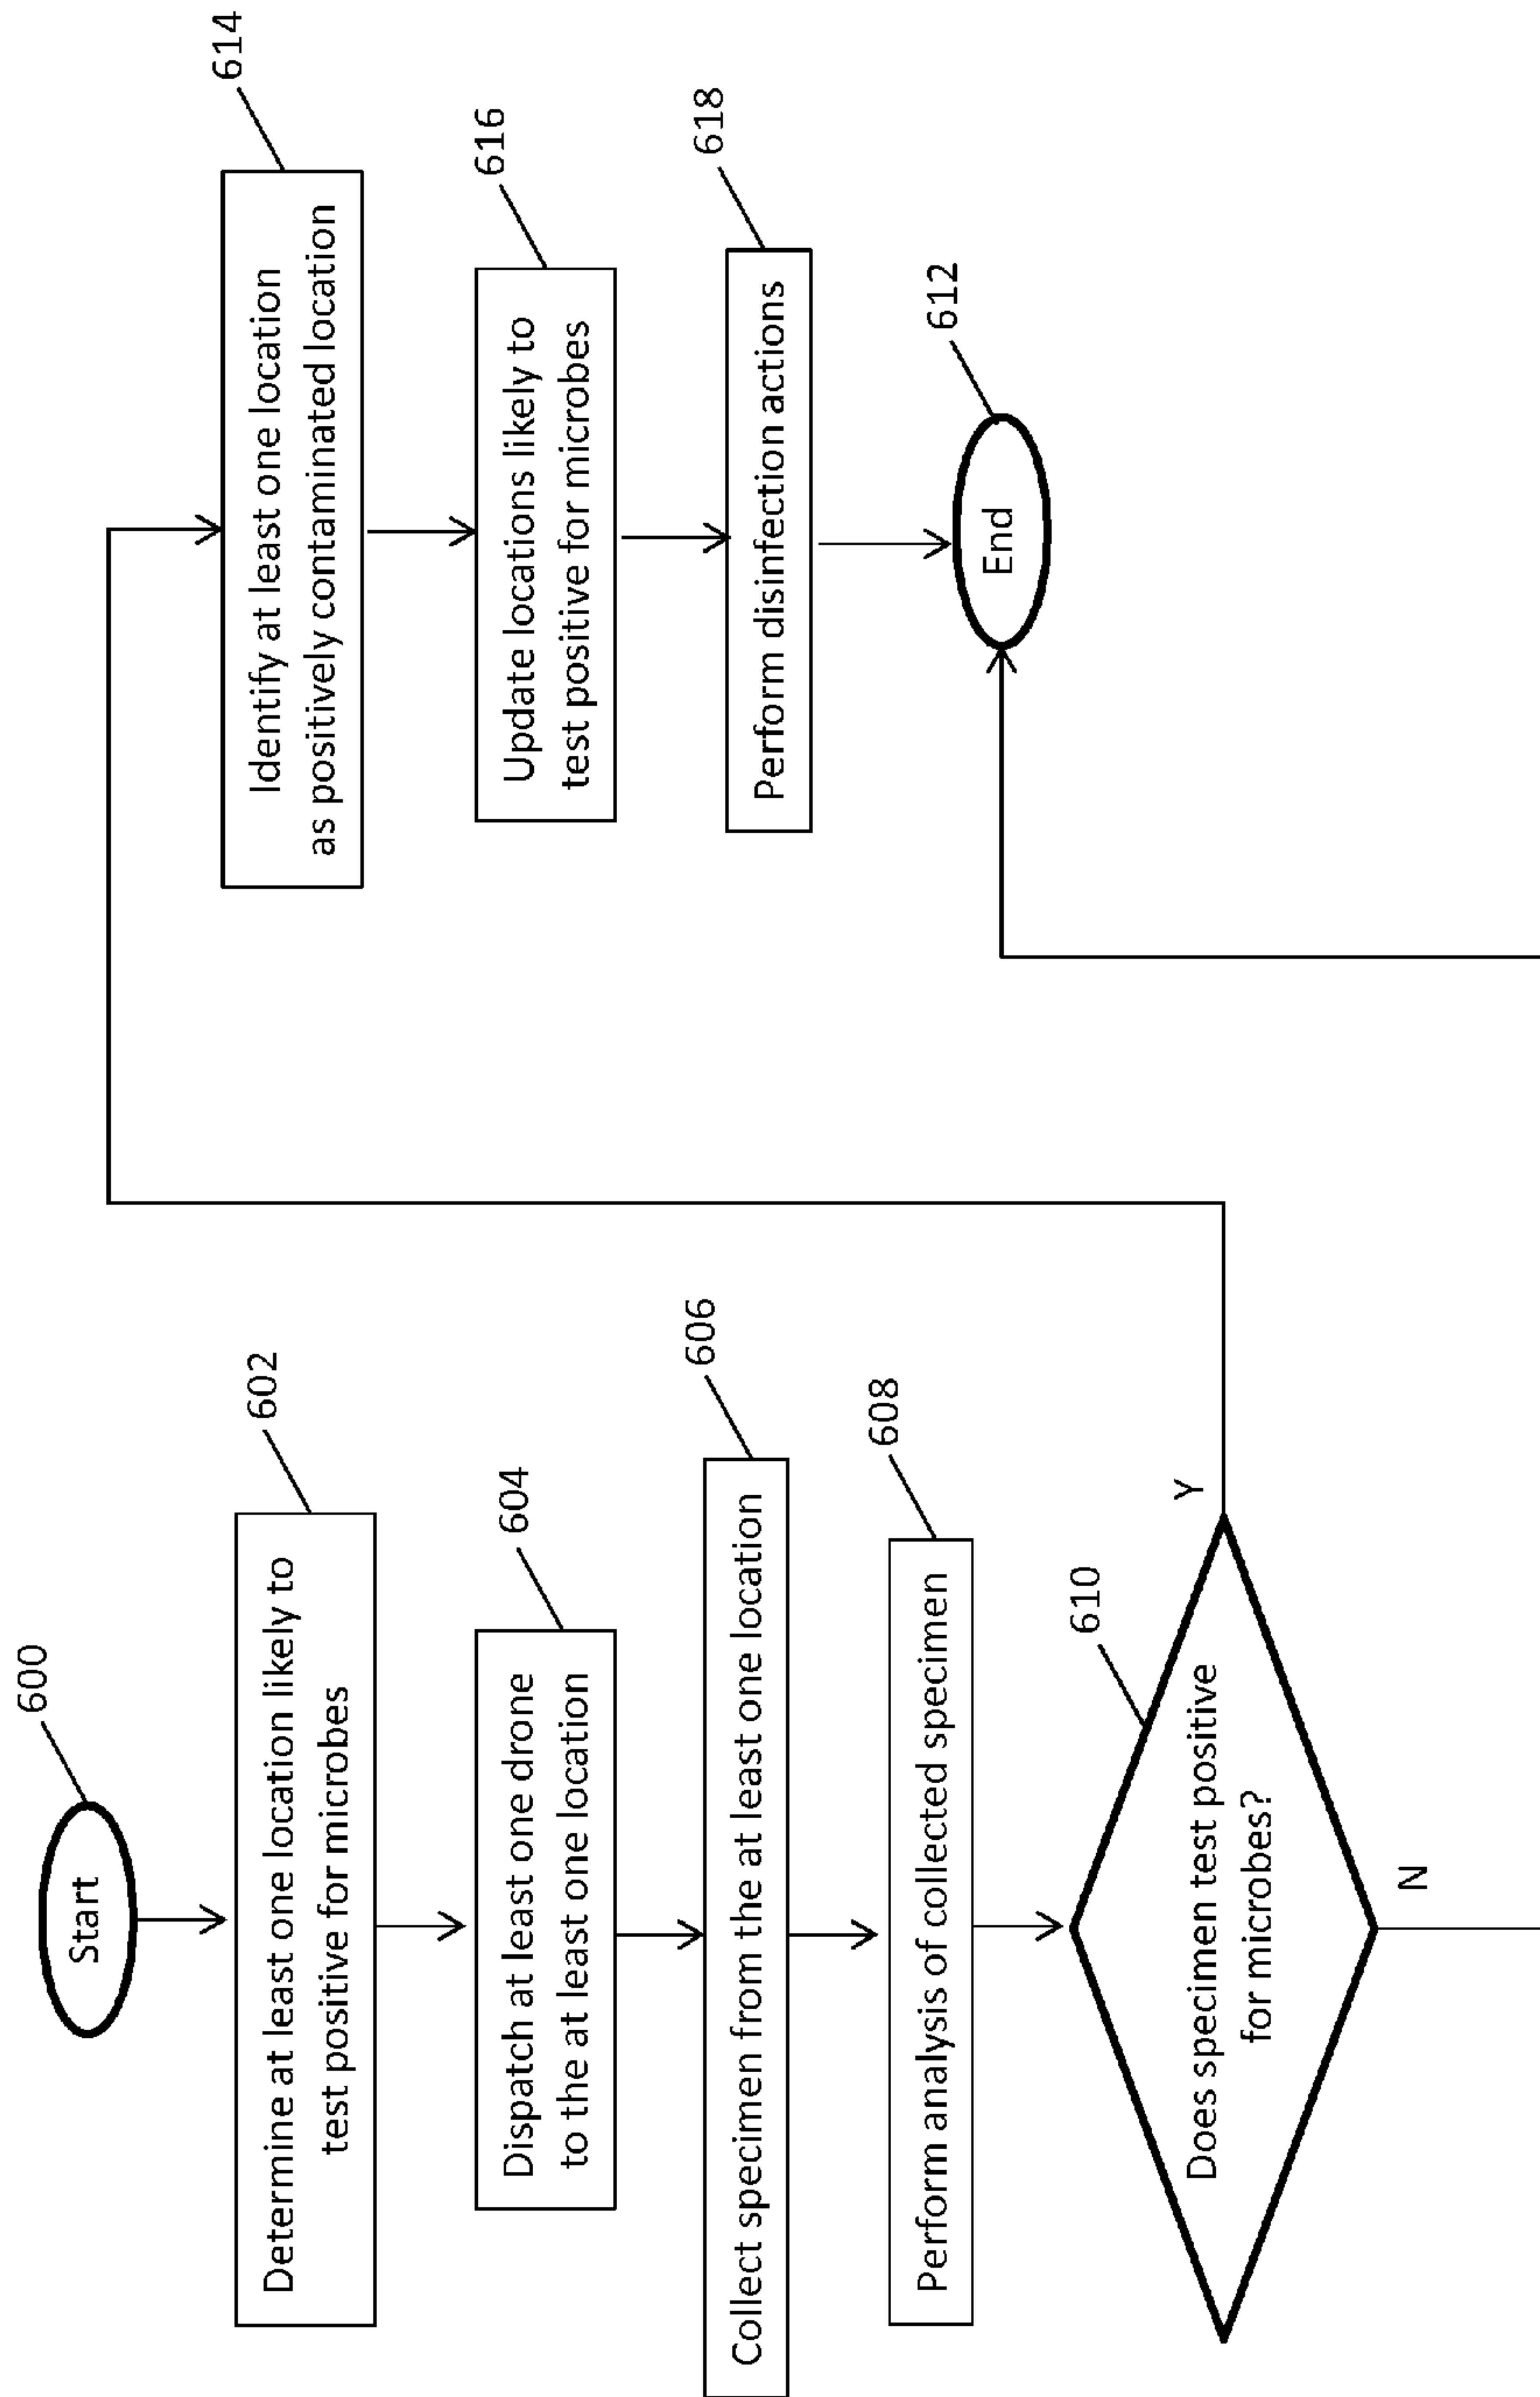 600
Start
602
Determine at least one location likely to
test positive for microbes
604
Dispatch at least one drone
to the at least one location
606
Collect specimen from the at least one location
608
Perform analysis of collected specimen
610
Does specimen test positive
for microbes?
Y
N
614
Identify at least one location
as positively contaminated location
616
Update locations likely to
test positive for microbes
618
Perform disinfection actions
612
End